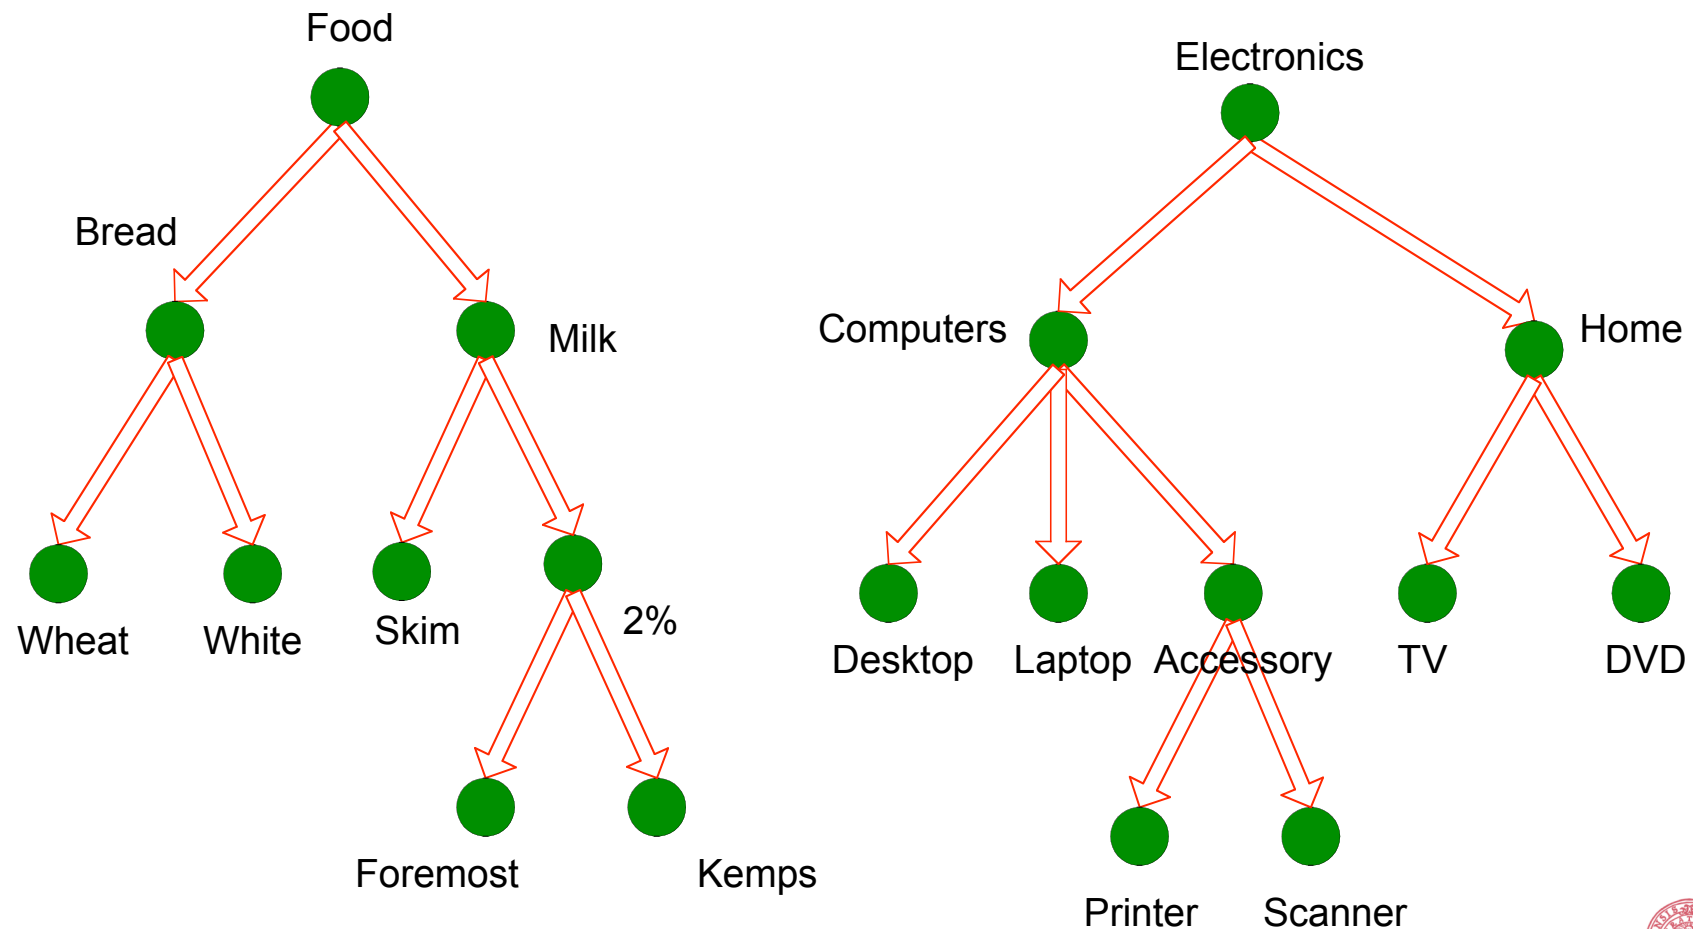 Food
Electronics
Bread
Milk
Computers
Home
Wheat
White
Skim
2%
Desktop
Laptop
Accessory
TV
DVD
Foremost
Kemps
Printer
Scanner